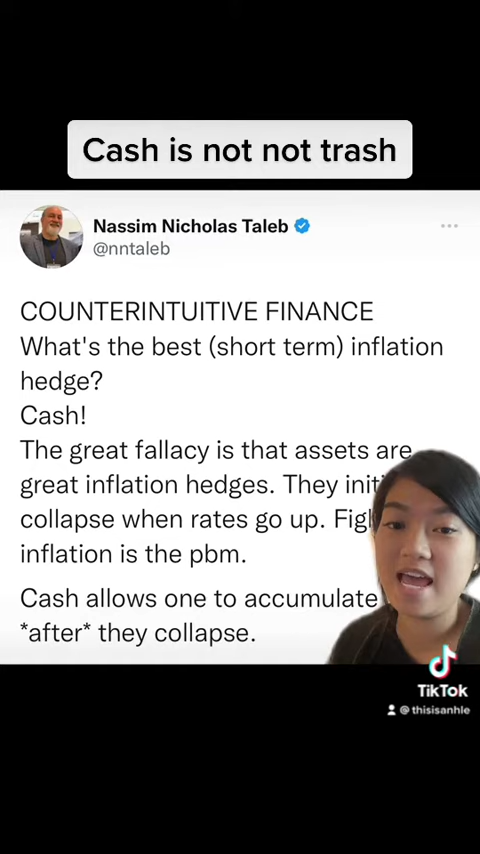 Cash is not not trash
Nassim Nicholas Taleb
@nntaleb
COUNTERINTUITIVE FINANCE
What's the best (short term) inflation
hedge?
Cash!
The great fallacy is that assets are
great inflation hedges. They
collapse when rates go up.
inflation is the pbm.
Cash allows one to accumulate
*after* they collapse.
TikTok
@thisisanhle